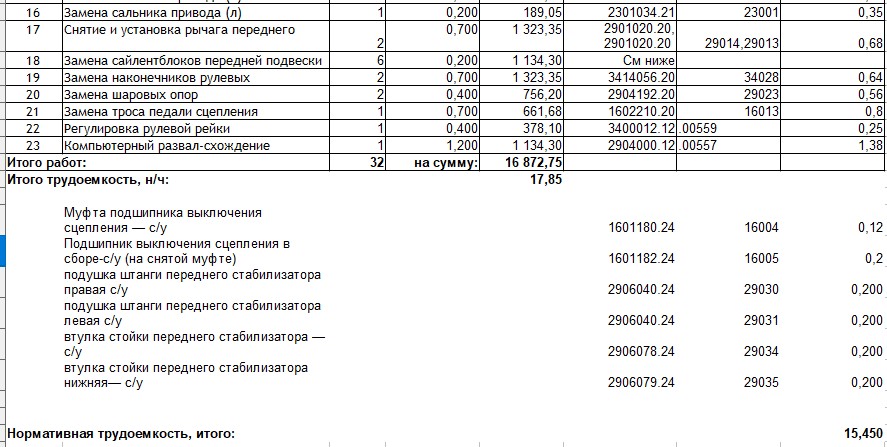 16 Замена сальника привода (л) 1 0,200 189,05 2301034.21 23001 0,35
17 Снятие и установка рычага переднего 0,700 1 323,35 2901020.20,
2 2901020.20 29014,29013 0,68
18 Замена сайлентблоков передней подвески 6 0,200 1 134,30 См ниже
19 Замена наконечников рулевых 2 0,700 1 323,35 3414056.20 34028 0,64
20 Замена шаровых опор 2 0,400 756,20 2904192.20 29023 0,56
21 Замена троса педали сцепления 1 0,700 661,68 1602210.20 16013 0,8
22 Регулировка рулевой рейки 1 0,400 378,10 3400012.12 .00559 0,25
23 Компьютерный развал-схождение 1 1,200 1 134,30 2904000.12 .00557 1,38
Итого работ: 32 на сумму: 16 872,75
Итого трудоемкость, н/ч: 17,85
Муфта подшипника выключения
сцепления — с/у 1601180.24 16004 0,12
Подшипник выключения сцепления в
сборе-с/у (на снятой муфте) 1601182.24 16005 0,2
подушка штанги переднего стабилизатора
правая с/у 2906040.24 29030 0,200
подушка штанги переднего стабилизатора
левая с/у 2906040.24 29031 0,200
втулка стойки переднего стабилизатора —
с/у 2906078.24 29034 0,200
втулка стойки переднего стабилизатора
нижняя— с/у 2906079.24 29035 0,200
Нормативная трудоемкость, итого: 15,450